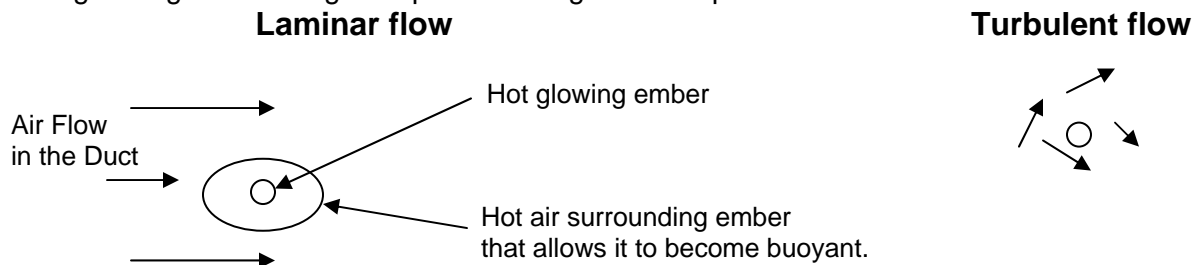 Laminar flow
Turbulent flow
Hot glowing ember
Air Flow
in the Duct
Hot air surrounding ember
that allows it to become buoyant.